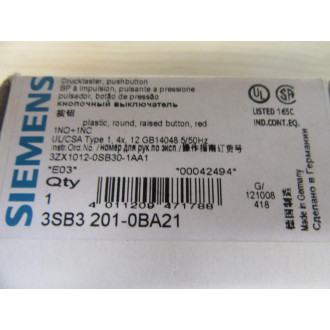 SIEMENS
Drucktaster, pushbutton
BP à impulsion, pulsante a pressione
pulsador, botão de pressão
кнопочный выключатель
按钮
plastic, round, raised button, red
1NO+1NC
UL/CSA Type 1, 4x, 12 GB14048.5/50Hz
Instr.Ord.No./номер для рук.по эксп./操作指南订货号
3ZX1012-0SB30-1AA1
*E03* *00042494*
Qty
1
4 011209 471788
3SB3 201-0BA21
UL SA
LISTED 165C
IND.CONT.EQ.
G/
121008
418
德国制造
Made in Germany
Сделано в Германии